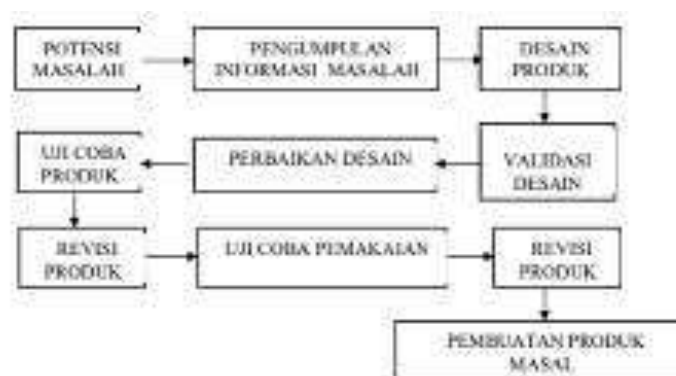 POTENSI
MASALAH
PENGUMPULAN
INFORMASI MASALAH
DESAIN
PRODUK
UJI COBA
PRODUK
PERBAIKAN DESAIN
VALIDASI
DESAIN
REVISI
PRODUK
UJI COBA PEMAKAIAN
REVISI
PRODUK
PEMBUATAN PRODUK
MASAL